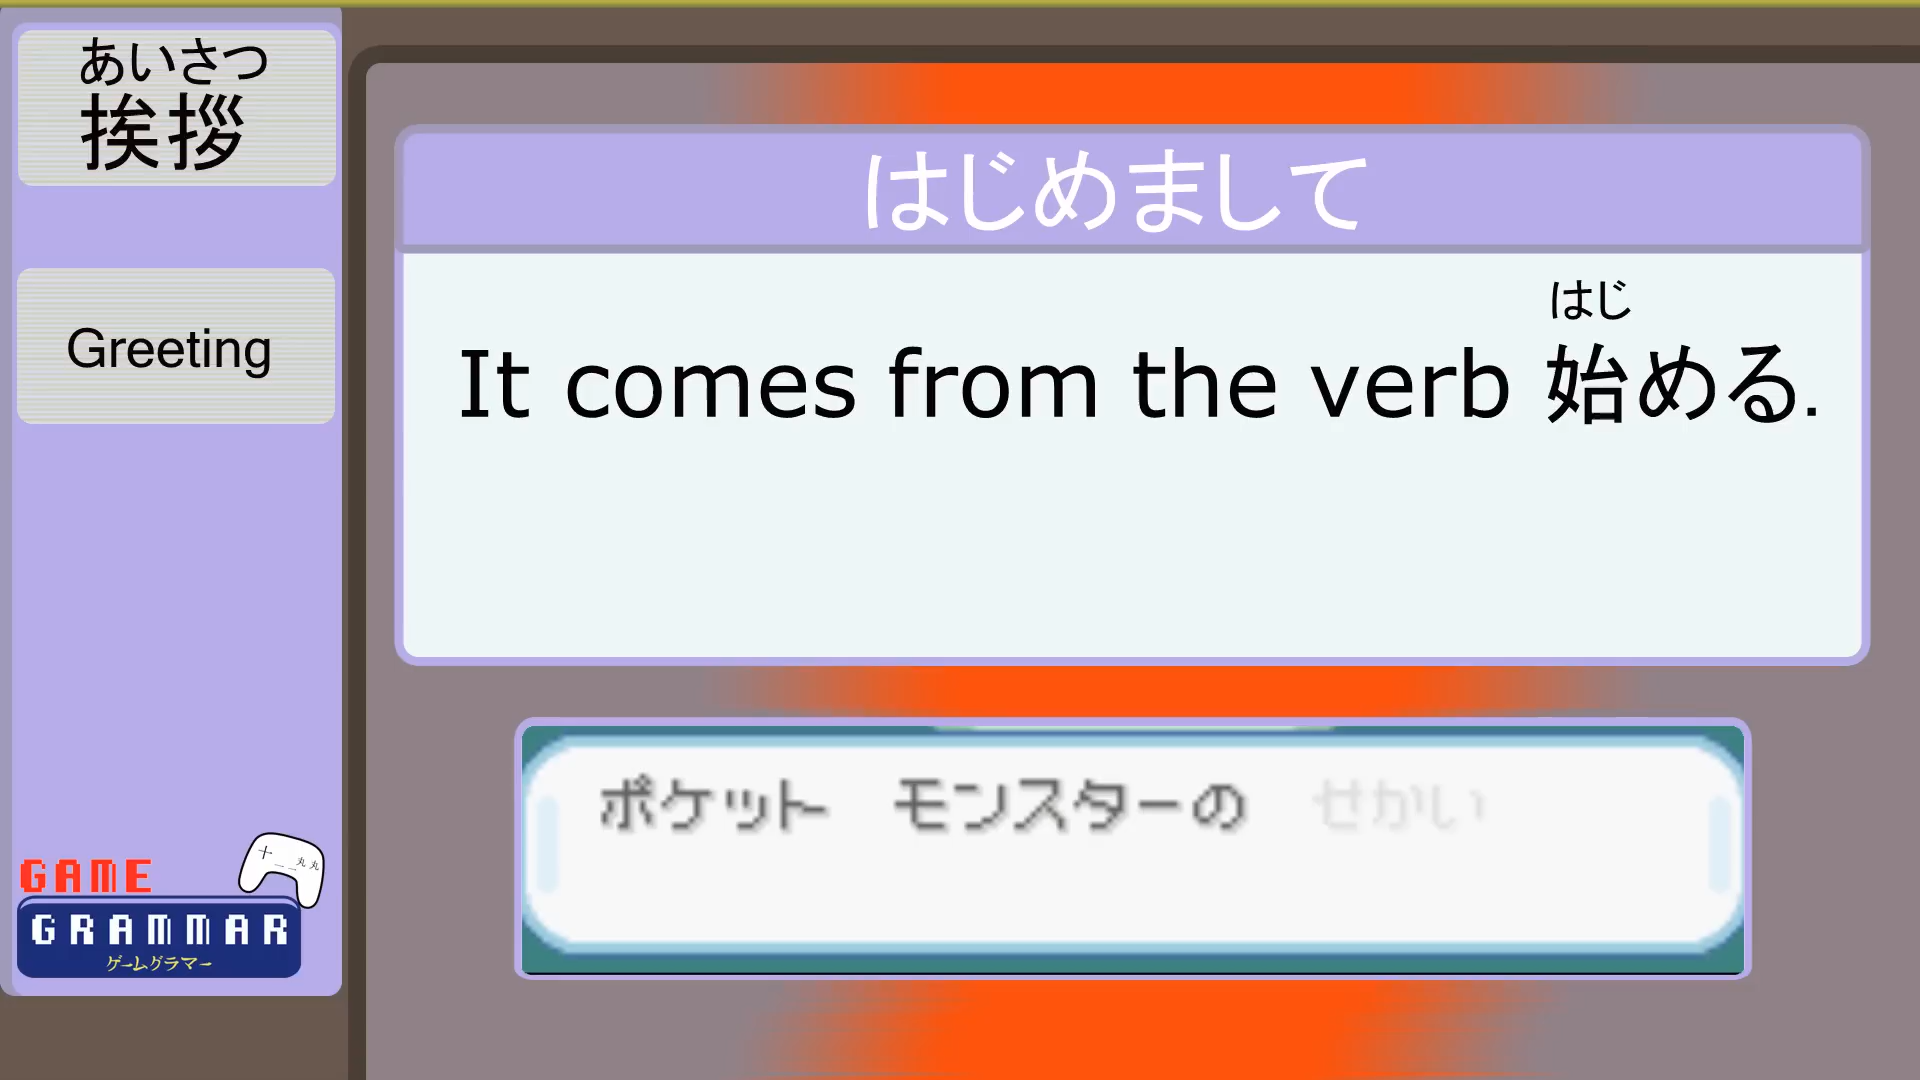 あいさつ
挨拶
Greeting
はじめまして
はじ
It comes from the verb 始める.
ポケット モンスターの せかい
GAME
GRAMMAR
ゲームグラマー